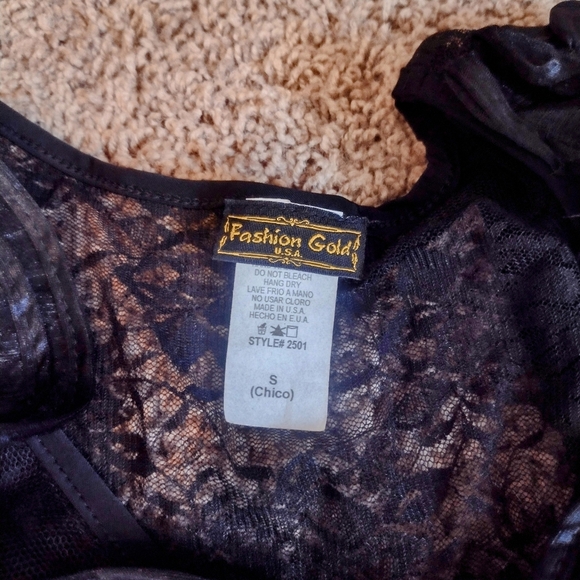 Fashion Gold
U.S.A.
DO NOT BLEACH
HANG DRY
LAVE FRIO A MANO
NO USAR CLORO
MADE IN U.S.A.
HECHO EN E.U.A.
STYLE# 2501
S
(Chico)